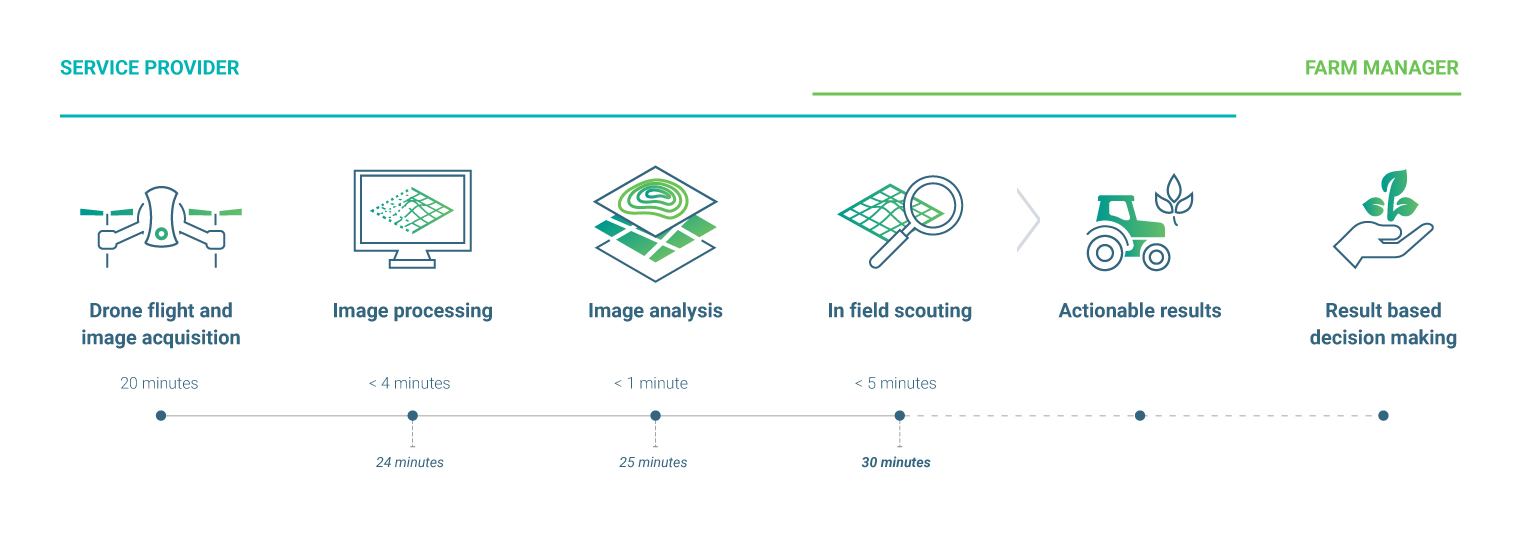 SERVICE PROVIDER
FARM MANAGER
Drone flight and
image acquisition
Image processing
Image analysis
In field scouting
Actionable results
Result based
decision making
20 minutes
< 4 minutes
< 1 minute
< 5 minutes
24 minutes
25 minutes
30 minutes